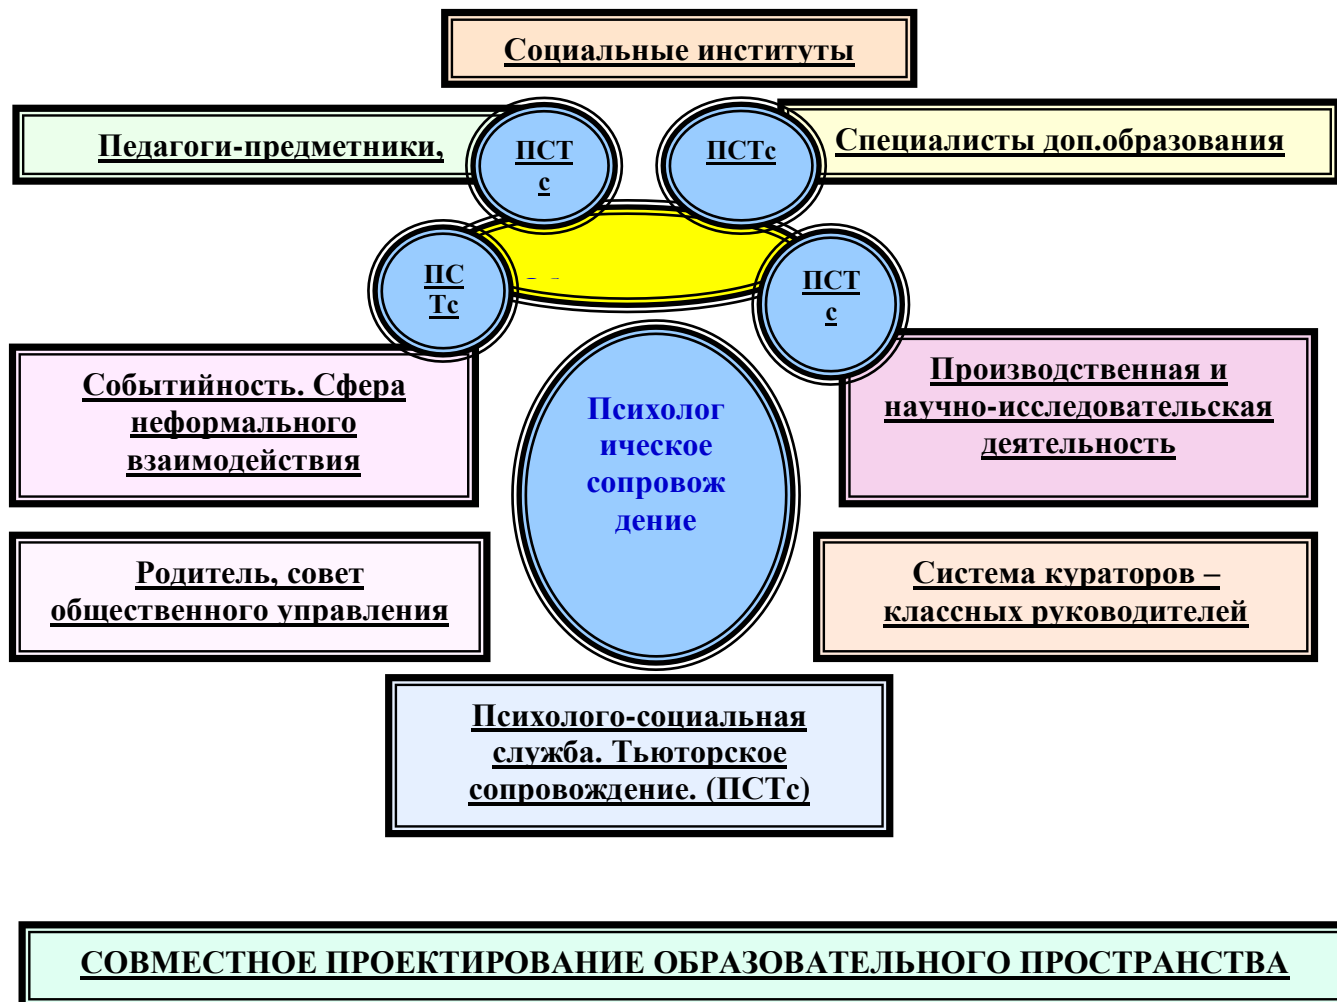 Социальные институты
Педагоги-предметники,
ПСТ
с
ПСТс
Специалисты доп.образования
ПС
Тс
ПСТ
с
Событийность. Сфера
неформального
взаимодействия
Психолог
ическое
сопровож
дение
Производственная и
научно-исследовательская
деятельность
Родитель, совет
общественного управления
Система кураторов –
классных руководителей
Психолого-социальная
служба. Тьюторское
сопровождение. (ПСТс)
СОВМЕСТНОЕ ПРОЕКТИРОВАНИЕ ОБРАЗОВАТЕЛЬНОГО ПРОСТРАНСТВА